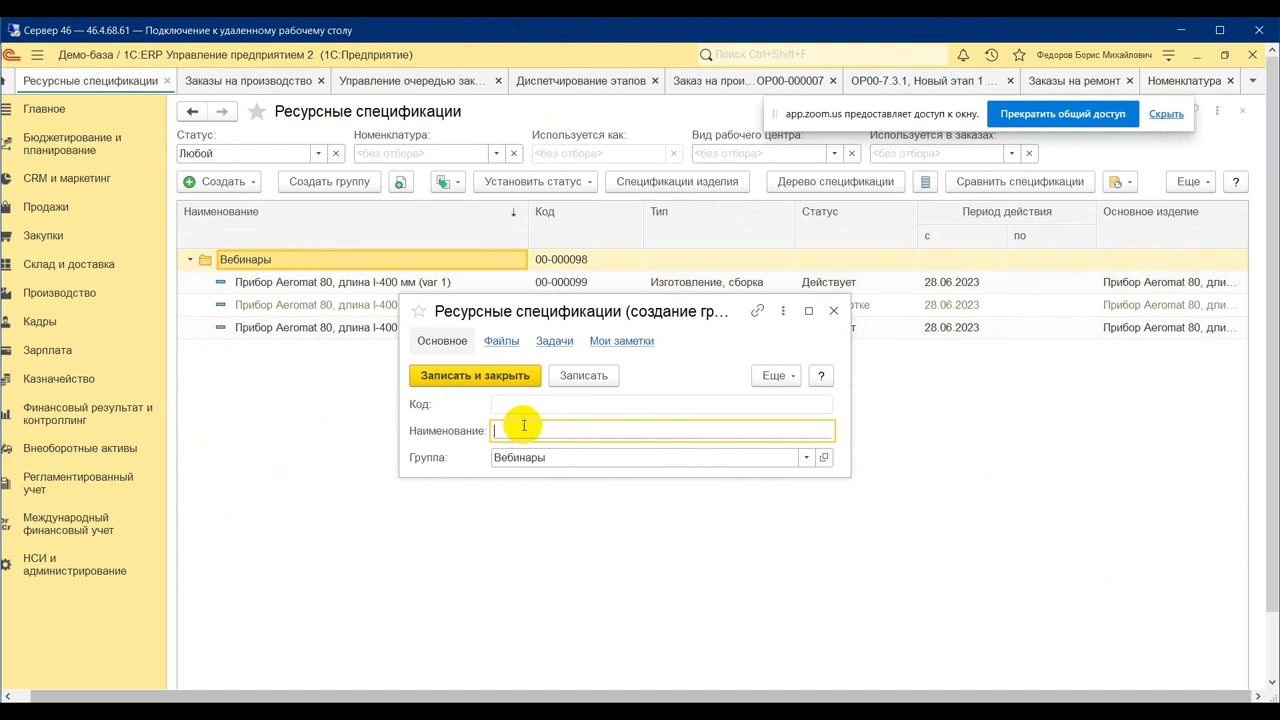 Сервер 46 — 46.4.68.61 — Подключение к удаленному рабочему столу
Демо-база / 1С:ERP Управление предприятием 2 (1С:Предприятие)
Поиск Ctrl+Shift+F
Федоров Борис Михайлович
Ресурсные спецификации
Заказы на производство
Управление очередью зак...
Диспетчирование этапов
Заказ на прои... ОР00-000007
ОР00-7.3.1, Новый этап 1 ...
Заказы на ремонт
Номенклатура
Главное
Бюджетирование и
планирование
CRM и маркетинг
Продажи
Закупки
Склад и доставка
Производство
Кадры
Зарплата
Казначейство
Финансовый результат и
контроллинг
Внеоборотные активы
Регламентированный
учет
Международный
финансовый учет
НСИ и
администрирование
Ресурсные спецификации
app.zoom.us предоставляет доступ к окну.
Прекратить общий доступ
Скрыть
Статус:
Номенклатура:
Используется как:
Вид рабочего центра:
Используется в заказах:
Любой
<без отбора>
<без отбора>
<без отбора>
<без отбора>
Создать
Создать группу
Установить статус
Спецификации изделия
Дерево спецификации
Сравнить спецификации
Еще
?
Наименование
Код
Тип
Статус
Период действия
Основное изделие
с
по
Вебинары
00-000098
Прибор Aeromat 80, длина l-400 мм (var 1)
00-000099
Изготовление, сборка
Действует
28.06.2023
Прибор Aeromat 80, дли...
Прибор Aeromat 80, длина l-400
отке
28.06.2023
Прибор Aeromat 80, дли...
Прибор Aeromat 80, длина l-400
28.06.2023
Прибор Aeromat 80, дли...
Ресурсные спецификации (создание гр...
Основное
Файлы
Задачи
Мои заметки
Записать и закрыть
Записать
Еще
?
Код:
Наименование:
Группа:
Вебинары